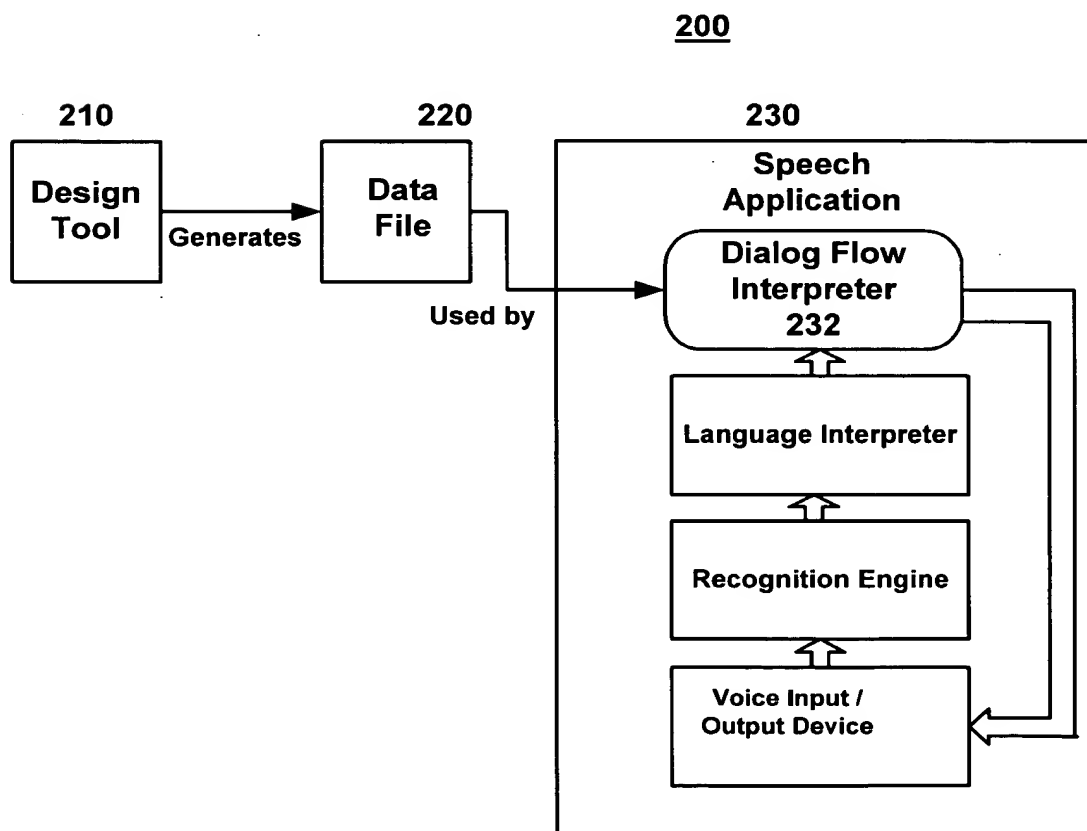 200
210
220
230
Design
Tool
Generates
Data
File
Used by
Speech
Application
Dialog Flow
Interpreter
232
Language Interpreter
Recognition Engine
Voice Input /
Output Device